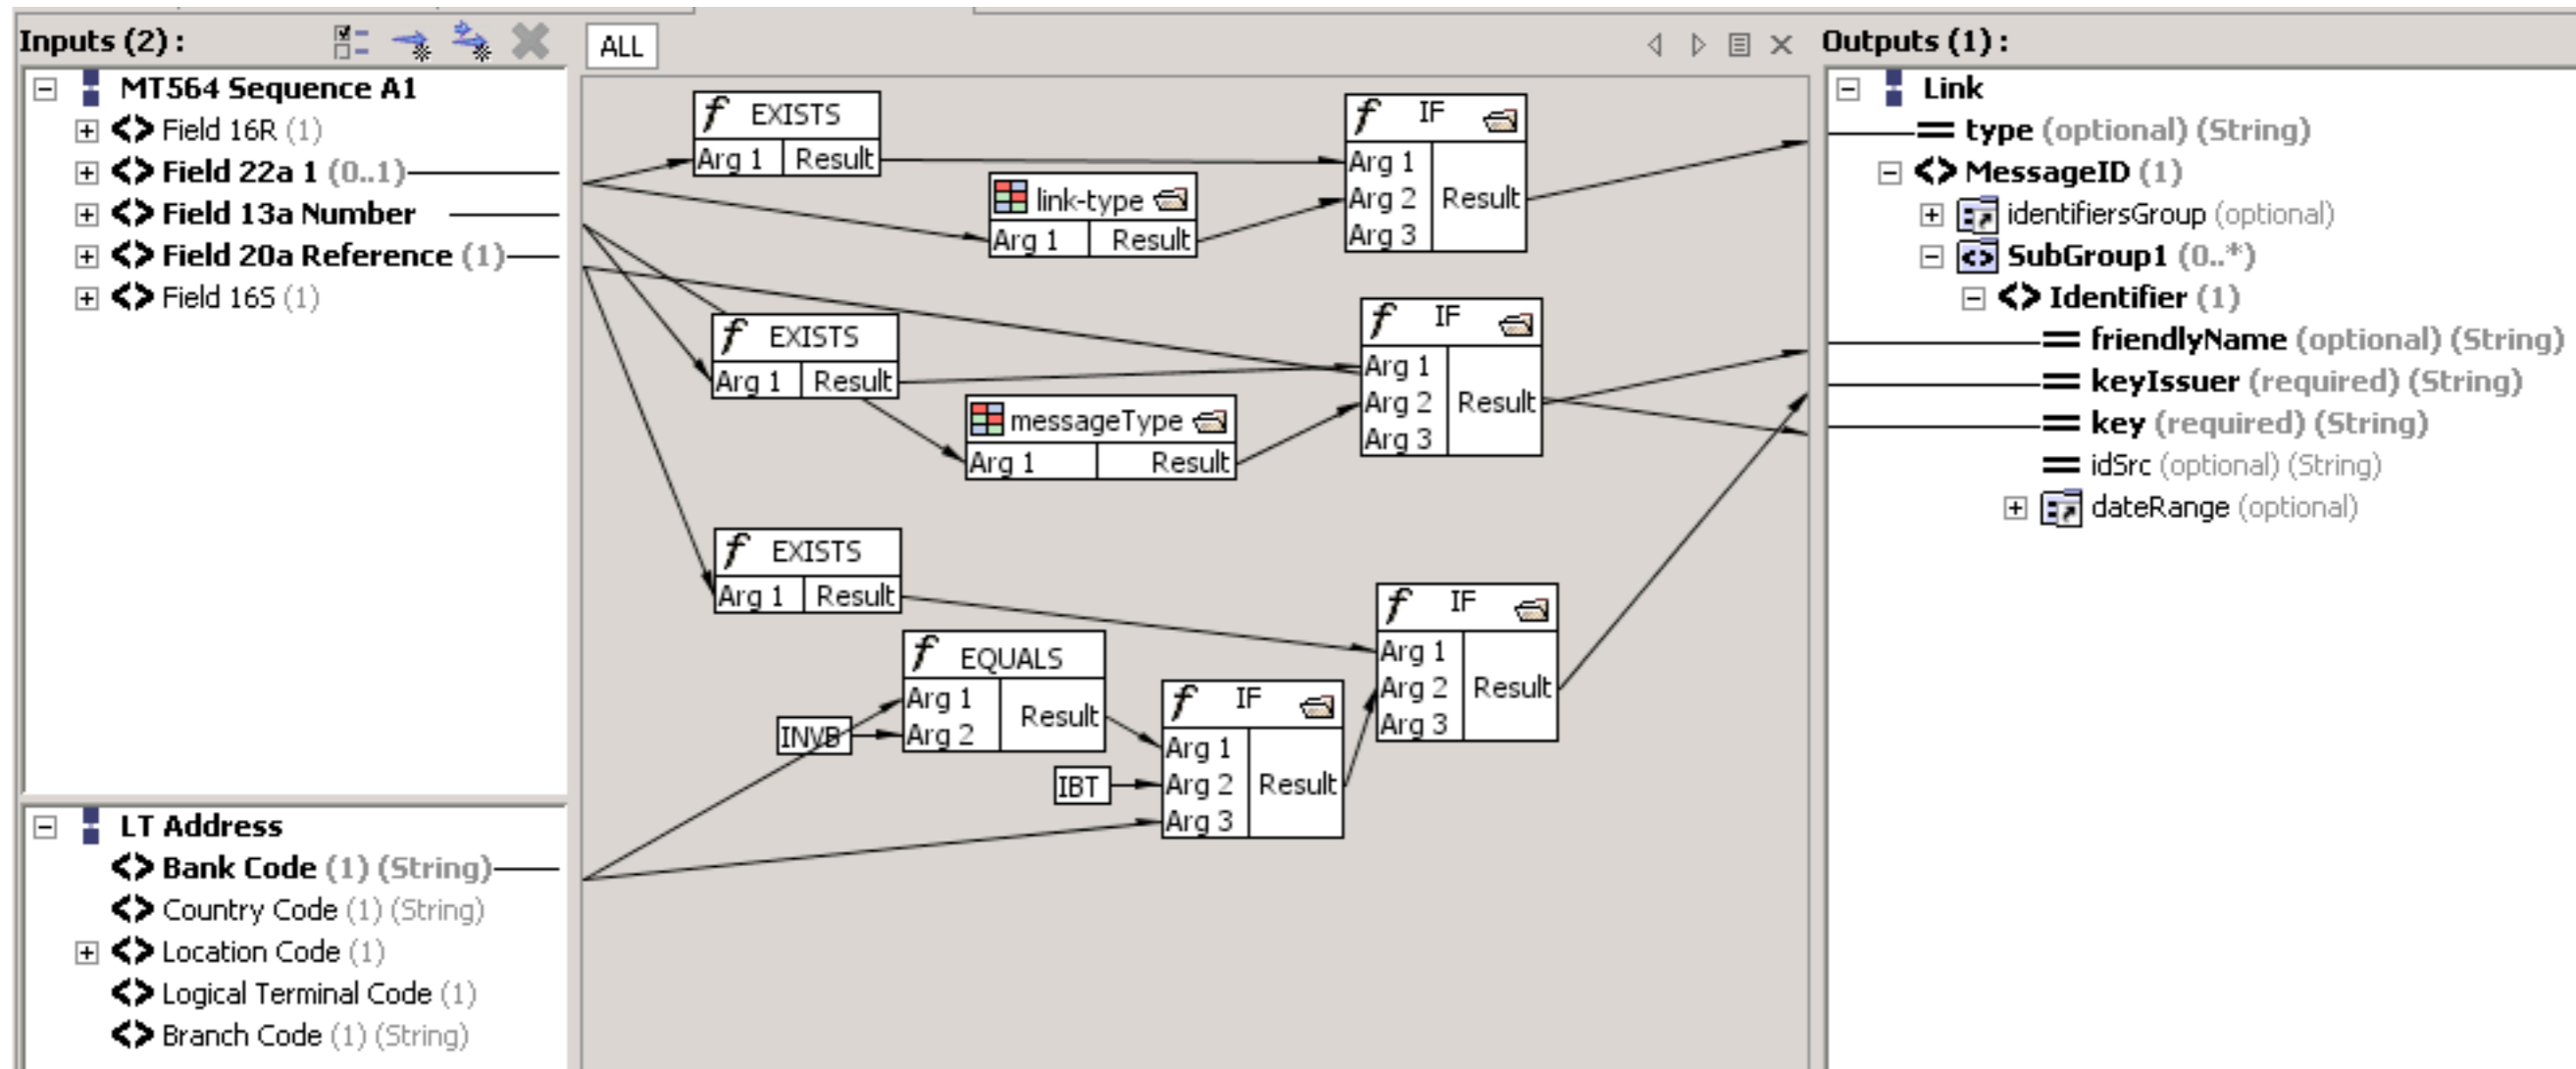 Inputs (2) :
MT564 Sequence A1
Field 16R (1)
Field 22a 1 (0..1)
Field 13a Number
Field 20a Reference (1)
Field 16S (1)
LT Address
Bank Code (1) (String)
Country Code (1) (String)
Location Code (1)
Logical Terminal Code (1)
Branch Code (1) (String)
ALL
f EXISTS
Arg 1 Result
f IF
Arg 1
Arg 2 Result
Arg 3
link-type
Arg 1 Result
f EXISTS
Arg 1 Result
f IF
Arg 1
Arg 2 Result
Arg 3
messageType
Arg 1 Result
f EXISTS
Arg 1 Result
f IF
Arg 1
Arg 2 Result
Arg 3
f EQUALS
Arg 1
Result
INVB Arg 2
f IF
Arg 1
IBT Arg 2 Result
Arg 3
Outputs (1) :
Link
type (optional) (String)
MessageID (1)
identifiersGroup (optional)
SubGroup1 (0..*)
Identifier (1)
friendlyName (optional) (String)
keyIssuer (required) (String)
key (required) (String)
idSrc (optional) (String)
dateRange (optional)